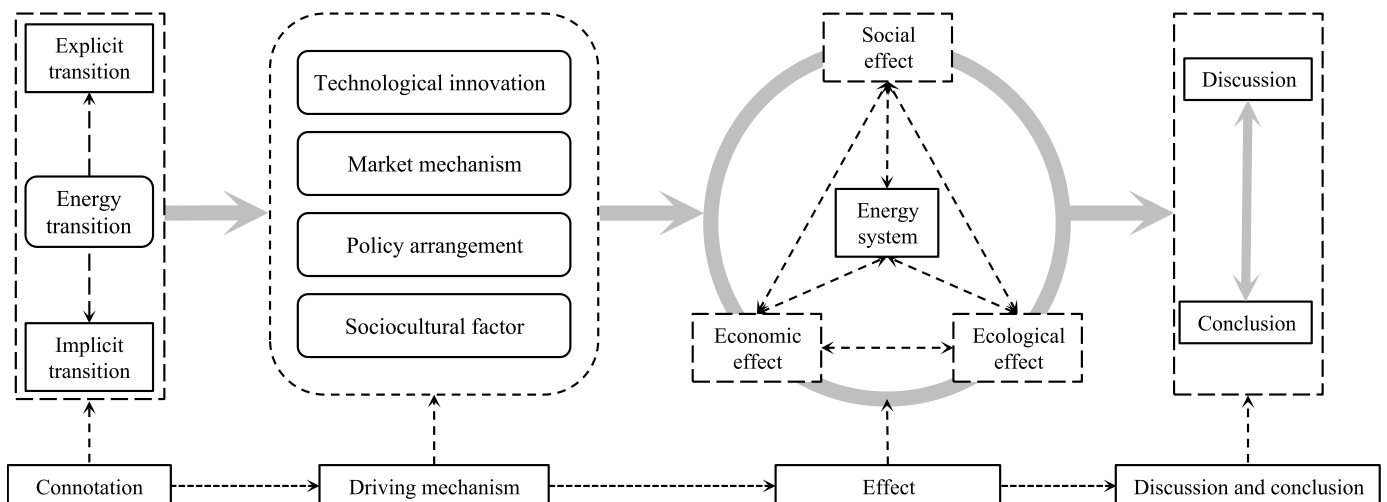 Explicit
transition
Energy
transition
Implicit
transition
Technological innovation
Market mechanism
Policy arrangement
Sociocultural factor
Social
effect
Energy
system
Economic
effect
Ecological
effect
Discussion
Conclusion
Connotation
Driving mechanism
Effect
Discussion and conclusion